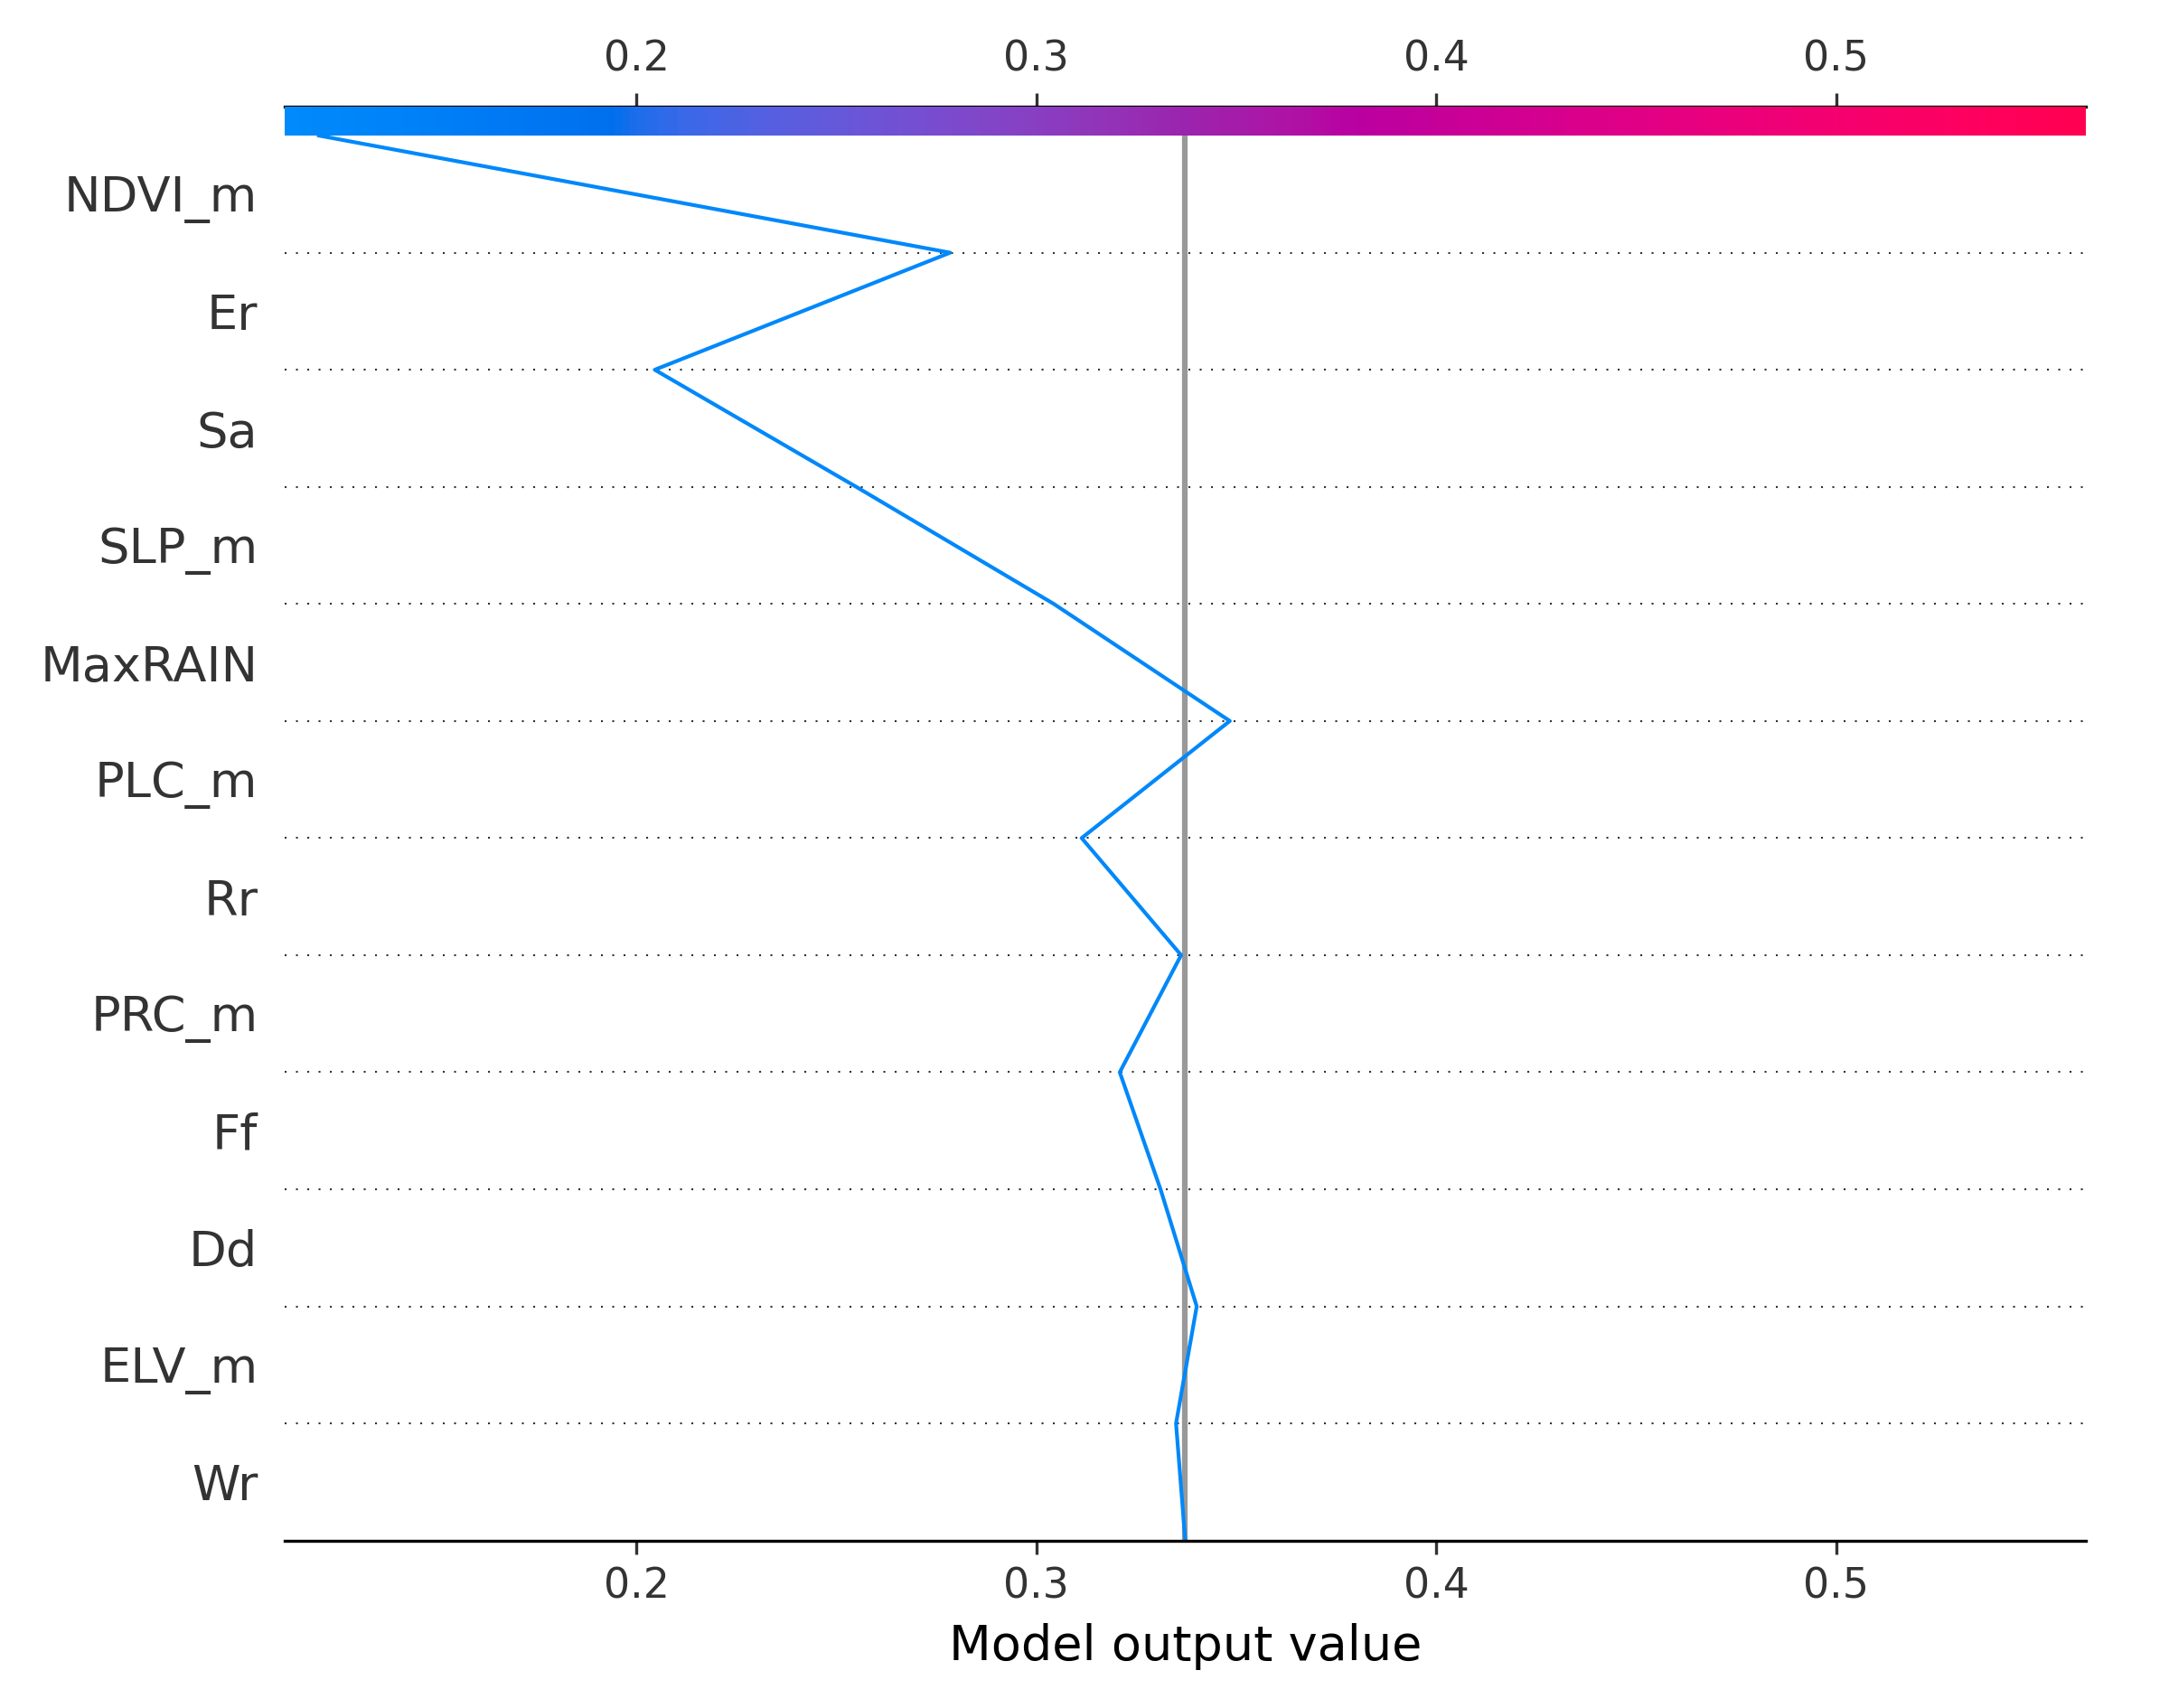 0.2 0.3 0.4 0.5
NDVI_m
Er
Sa
SLP_m
MaxRAIN
PLC_m
Rr
PRC_m
Ff
Dd
ELV_m
Wr
0.2 0.3 0.4 0.5
Model output value